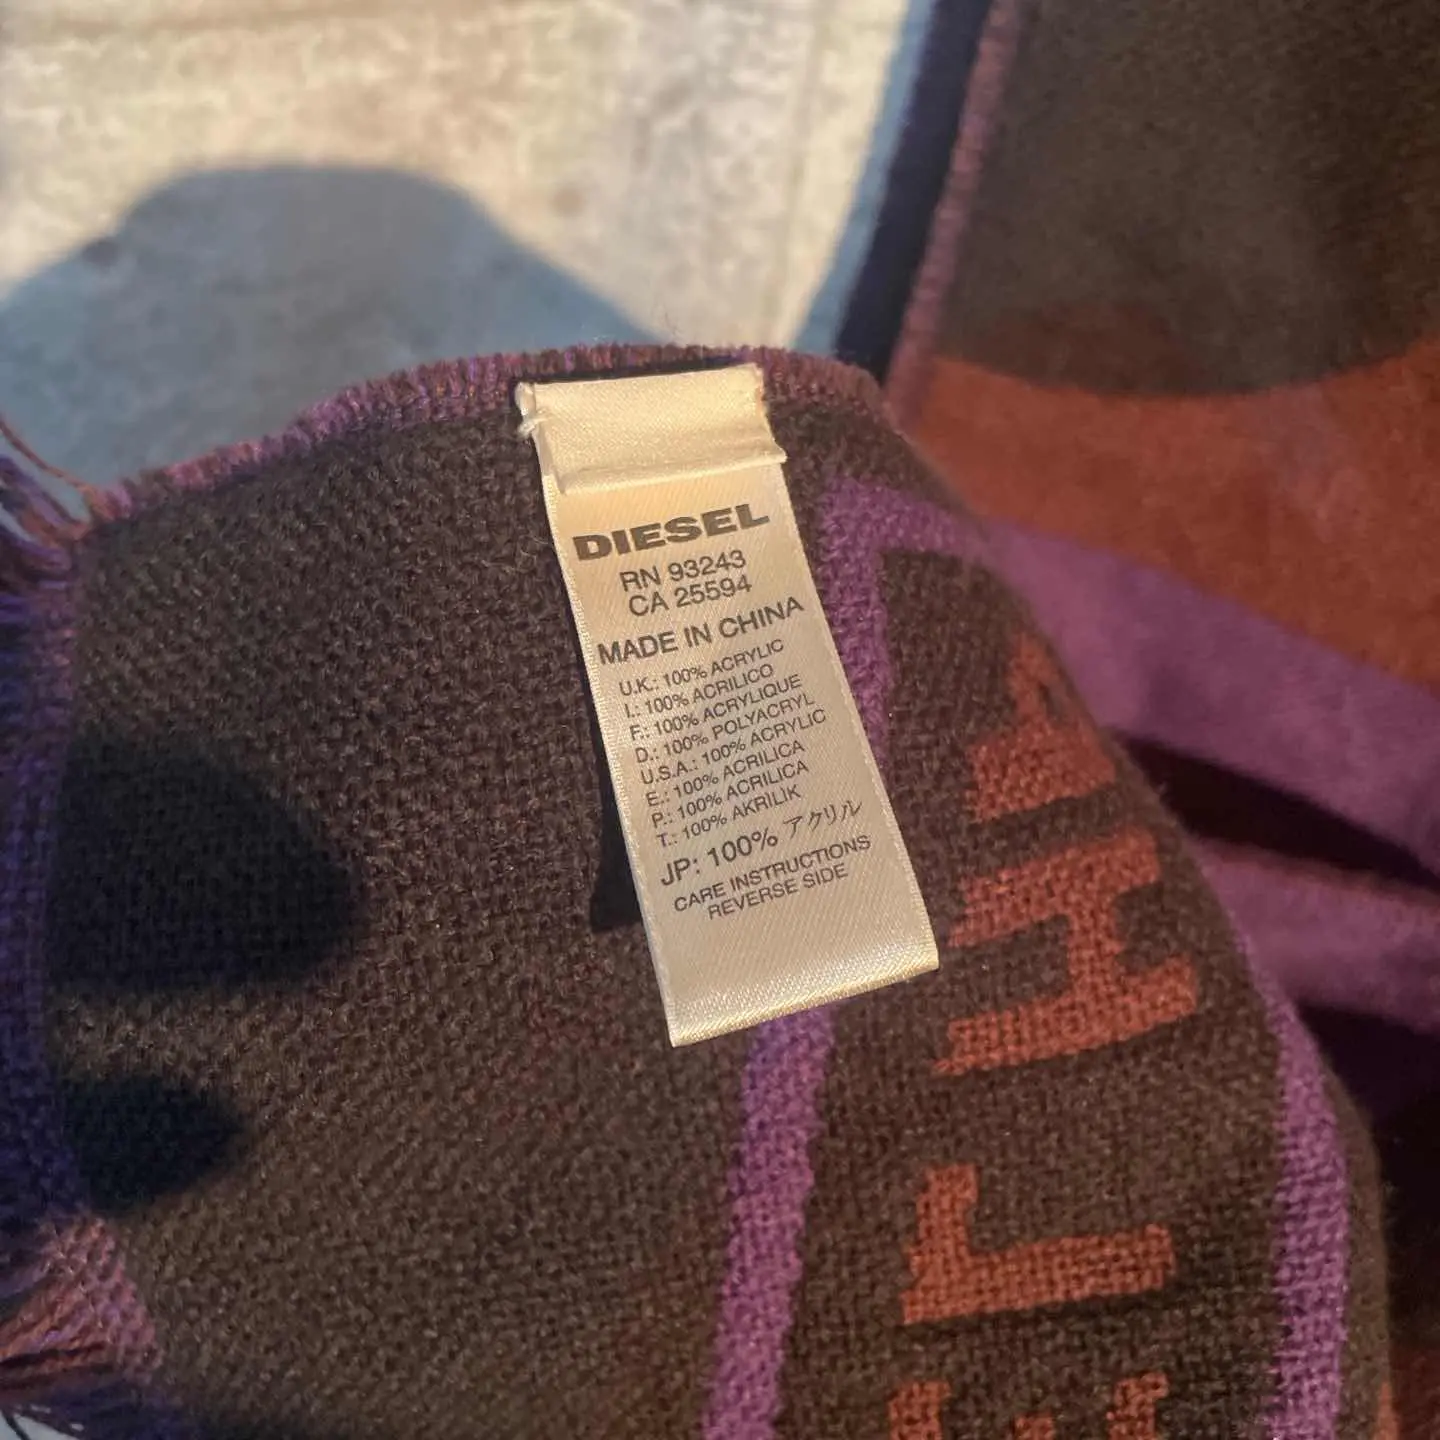 DIESEL
RN 93243
CA 25594
MADE IN CHINA
U.K.: 100% ACRYLIC
I.: 100% ACRILICO
F.: 100% ACRYLIQUE
D.: 100% POLYACRYL
U.S.A.: 100% ACRYLIC
E.: 100% ACRILICA
P.: 100% ACRILICA
T.: 100% AKRILIK
JP: 100% アクリル
CARE INSTRUCTIONS
REVERSE SIDE